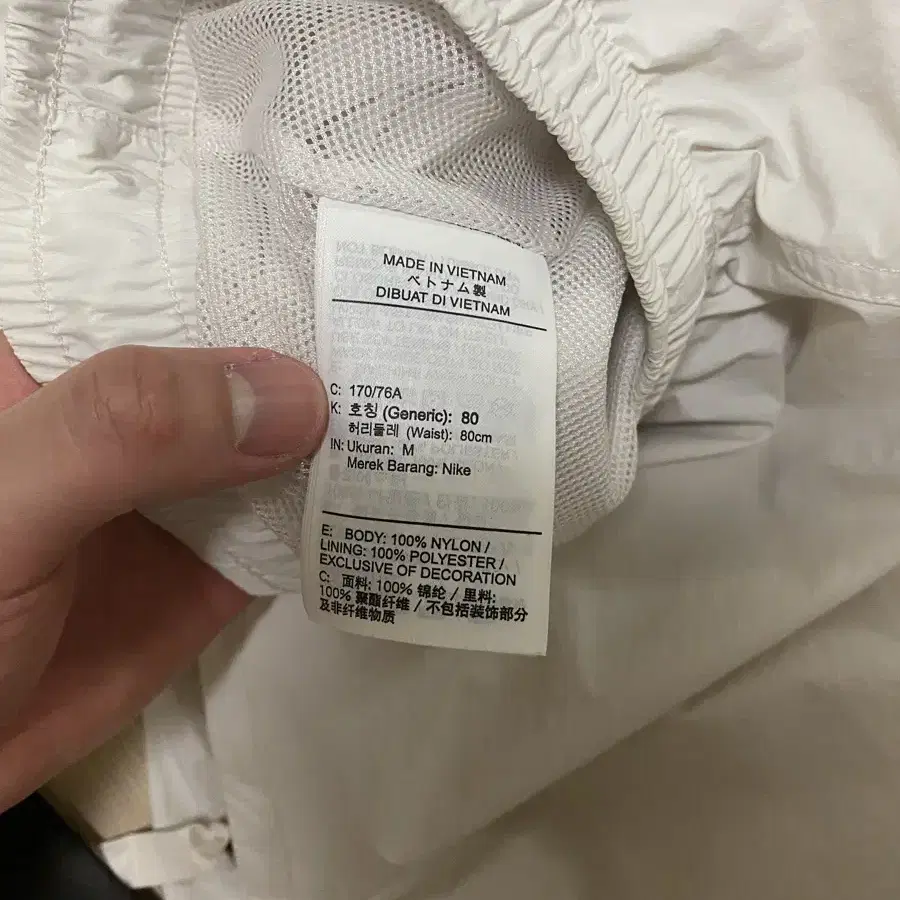 MADE IN VIETNAM
ベトナム製
DIBUAT DI VIETNAM
C: 170/76A
K: 호칭 (Generic): 80
허리둘레 (Waist): 80cm
IN: Ukuran: M
Merek Barang: Nike
E: BODY: 100% NYLON /
LINING: 100% POLYESTER /
EXCLUSIVE OF DECORATION
C: 面料: 100% 锦纶 / 里料:
100% 聚酯纤维 / 不包括装饰部分
及非纤维物质